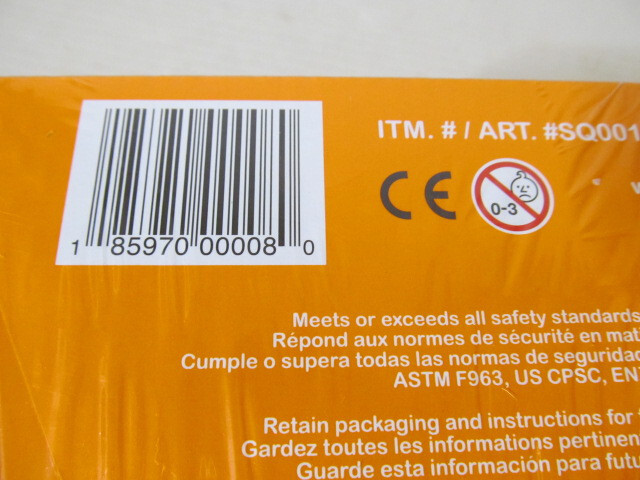 ITM. # / ART. #SQ001
CE
0-3
1 85970 00008 0
Meets or exceeds all safety standards
Répond aux normes de sécurité en mat
Cumple o supera todas las normas de seguridad
ASTM F963, US CPSC, EN7
Retain packaging and instructions for
Gardez toutes les informations pertinen
Guarde esta información para futu